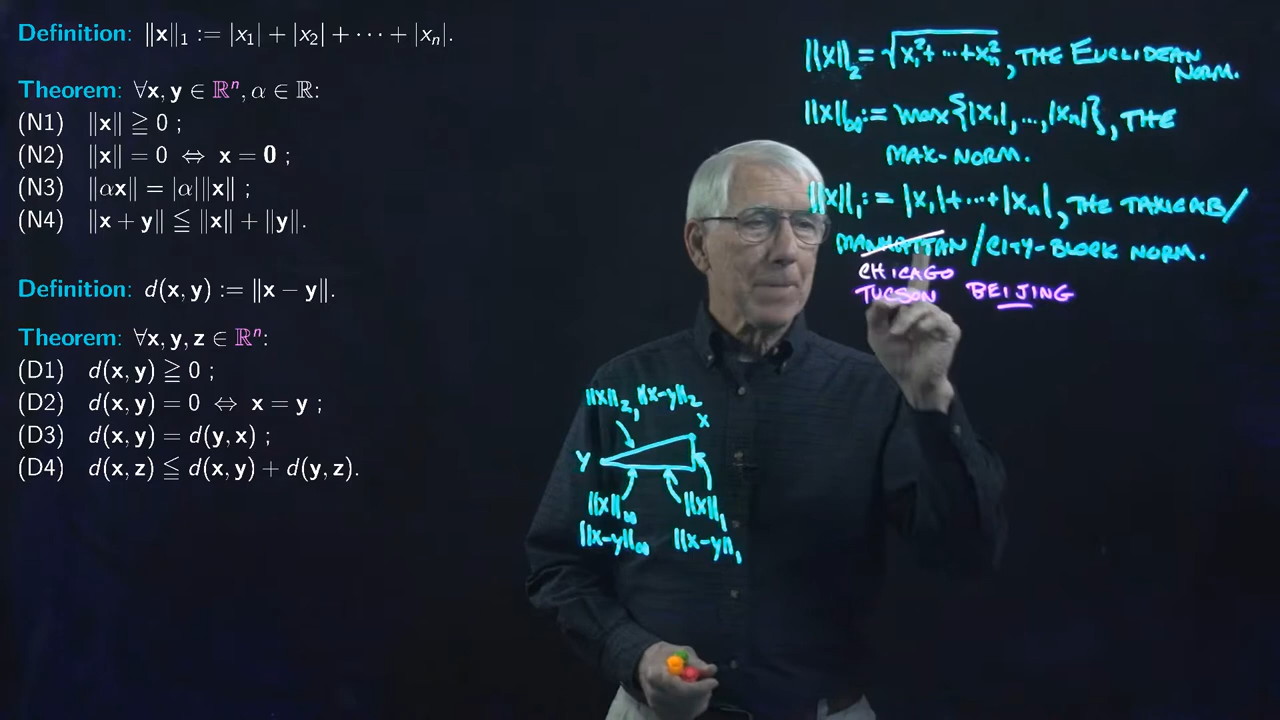 Definition: ‖x‖₁ := |x₁| + |x₂| + ⋯ + |xₙ|.
Theorem: ∀x, y ∈ ℝⁿ, α ∈ ℝ:
(N1) ‖x‖ ≧ 0 ;
(N2) ‖x‖ = 0 ⇔ x = 0 ;
(N3) ‖αx‖ = |α|‖x‖ ;
(N4) ‖x + y‖ ≦ ‖x‖ + ‖y‖.
Definition: d(x, y) := ‖x − y‖.
Theorem: ∀x, y, z ∈ ℝⁿ:
(D1) d(x, y) ≧ 0 ;
(D2) d(x, y) = 0 ⇔ x = y ;
(D3) d(x, y) = d(y, x) ;
(D4) d(x, z) ≦ d(x, y) + d(y, z).
||x||₂ = √x₁² + ⋯ + xₙ², THE EUCLIDEAN
NORM.
||x||∞ := max{|x₁|, ..., |xₙ|}, THE
MAX-NORM.
||x||₁ := |x₁| + ⋯ + |xₙ|, THE TAXICAB/
MANHATTAN /CITY-BLOCK NORM.
CHICAGO
TUCSON BEIJING
||x||₂, ||x-y||₂
x
y
||x||∞ ||x||₁
||x-y||∞ ||x-y||₁